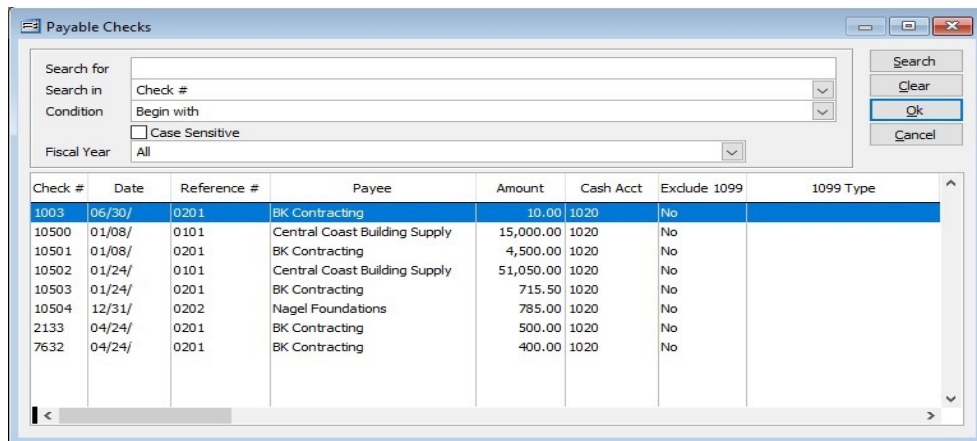 Payable Checks
Search for
Search
Search in Check #
Clear
Condition Begin with
Ok
Case Sensitive
Cancel
Fiscal Year All
Check # Date Reference # Payee Amount Cash Acct Exclude 1099 1099 Type
1003 06/30/ 0201 BK Contracting 10.00 1020 No
10500 01/08/ 0101 Central Coast Building Supply 15,000.00 1020 No
10501 01/08/ 0201 BK Contracting 4,500.00 1020 No
10502 01/24/ 0101 Central Coast Building Supply 51,050.00 1020 No
10503 01/24/ 0201 BK Contracting 715.50 1020 No
10504 12/31/ 0202 Nagel Foundations 785.00 1020 No
2133 04/24/ 0201 BK Contracting 500.00 1020 No
7632 04/24/ 0201 BK Contracting 400.00 1020 No